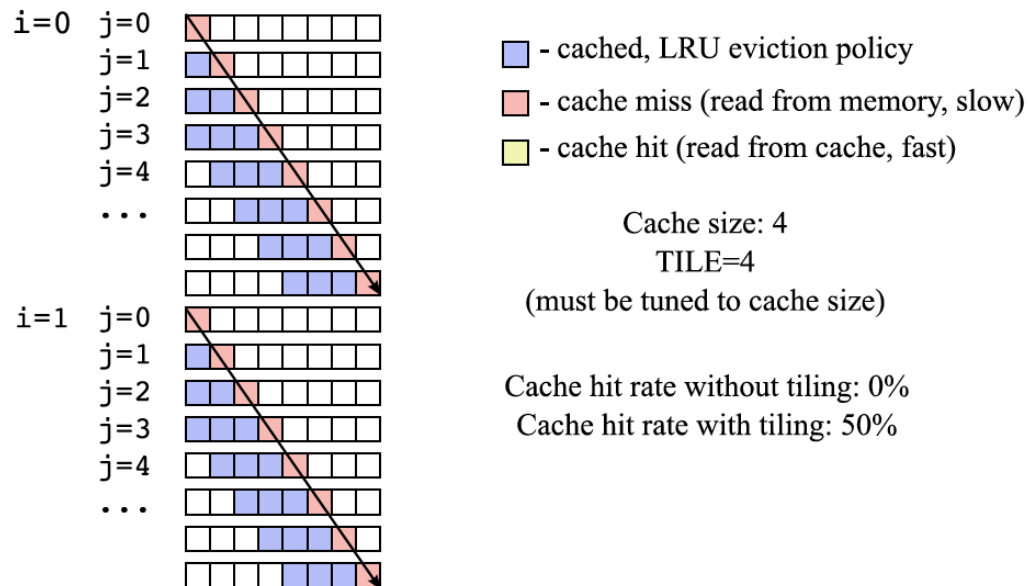 i=0 j=0
j=1
j=2
j=3
j=4
...
i=1 j=0
j=1
j=2
j=3
j=4
...
- cached, LRU eviction policy
- cache miss (read from memory, slow)
- cache hit (read from cache, fast)
Cache size: 4
TILE=4
(must be tuned to cache size)
Cache hit rate without tiling: 0%
Cache hit rate with tiling: 50%